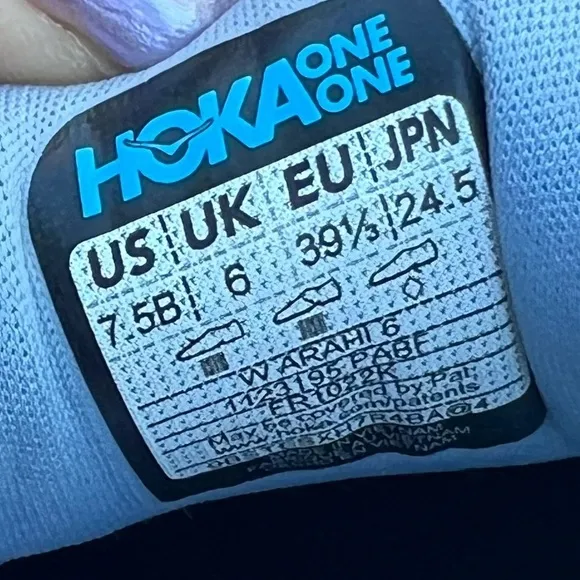 HOKA ONE ONE
US UK EU JPN
7.5B 6 39⅓ 24.5
W ARAHI 6
1123195 PABF
FR1022K
May be covered by Pat.